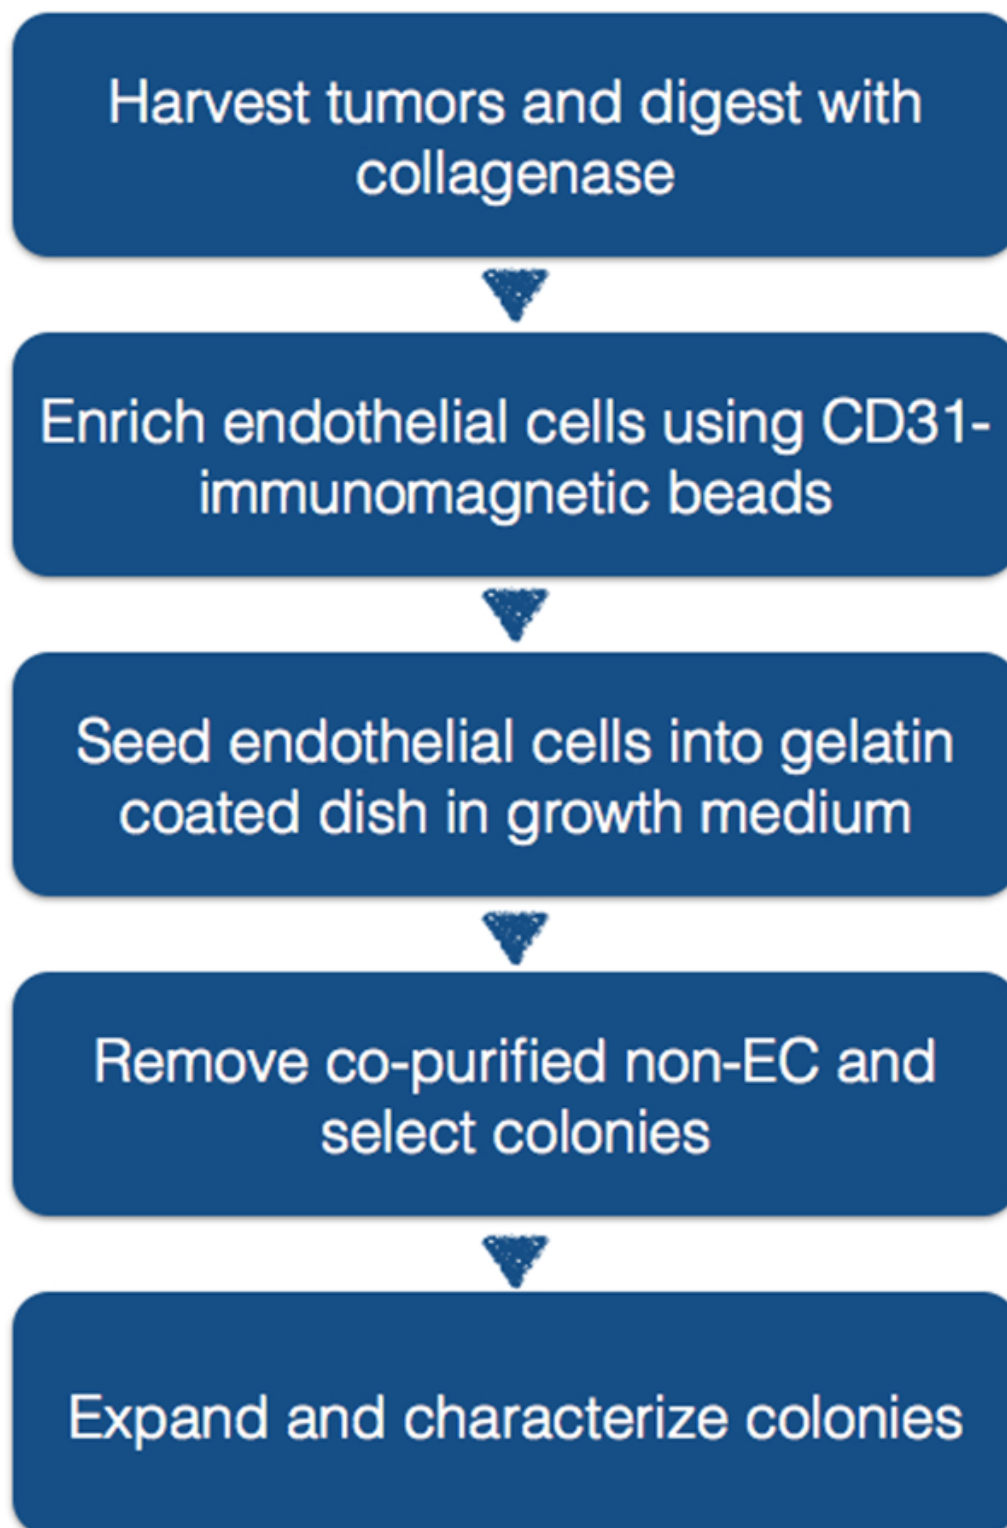 Harvest tumors and digest with
collagenase
Enrich endothelial cells using CD31-
immunomagnetic beads
Seed endothelial cells into gelatin
coated dish in growth medium
Remove co-purified non-EC and
select colonies
Expand and characterize colonies